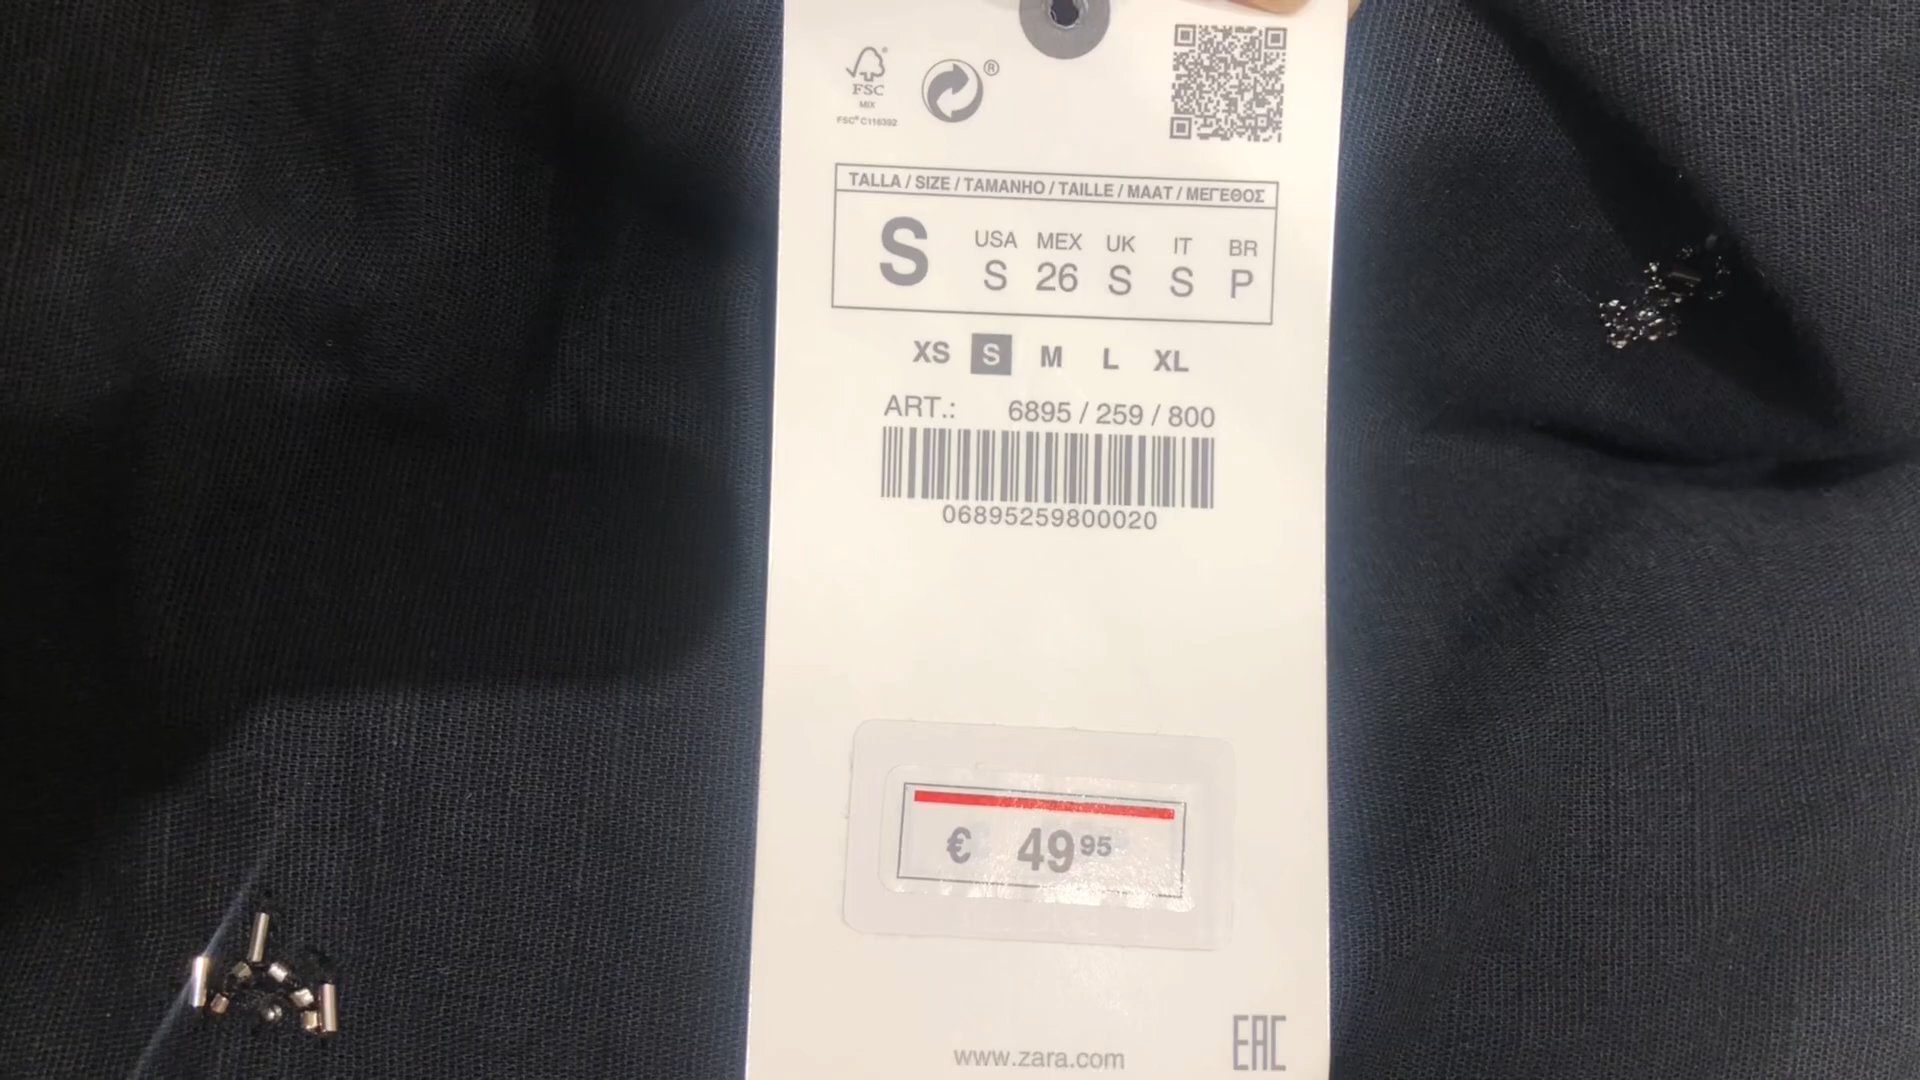 FSC®
MIX
FSC® C116392
®
TALLA / SIZE / TAMANHO / TAILLE / MAAT / ΜΕΓΕΘΟΣ
S
USA MEX UK IT BR
S 26 S S P
XS S M L XL
ART.: 6895 / 259 / 800
06895259800020
€ 49 95
www.zara.com
EAC